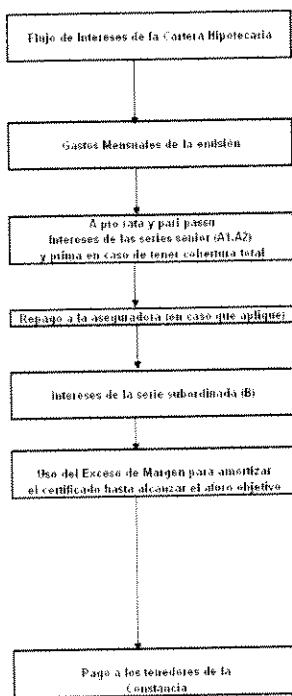 Flujo de Intereses de la Cartera Hipotecaria
Gastos Mensuales de la emisión
A pro rata y pari passu
Intereses de las series senior (A1,A2)
y prima en caso de tener cobertura total
Repago a la aseguradora (en caso que aplique)
Intereses de la serie subordinada (B)
Uso del Exceso de Margen para amortizar
el certificado hasta alcanzar el aforo objetivo
Pago a los tenedores de la
Constancia